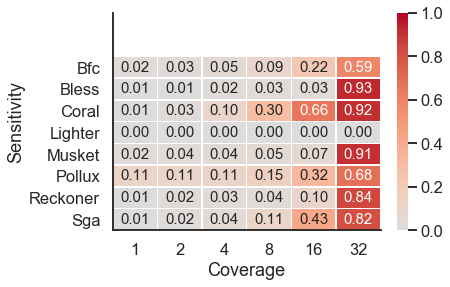 Sensitivity
Bfc 0.02 0.03 0.05 0.09 0.22 0.59
Bless 0.01 0.01 0.02 0.03 0.03 0.93
Coral 0.01 0.03 0.10 0.30 0.66 0.92
Lighter 0.00 0.00 0.00 0.00 0.00 0.00
Musket 0.02 0.04 0.04 0.05 0.07 0.91
Pollux 0.11 0.11 0.11 0.15 0.32 0.68
Reckoner 0.01 0.02 0.03 0.04 0.10 0.84
Sga 0.01 0.02 0.04 0.11 0.43 0.82
1 2 4 8 16 32
Coverage
1.0
0.8
0.6
0.4
0.2
0.0